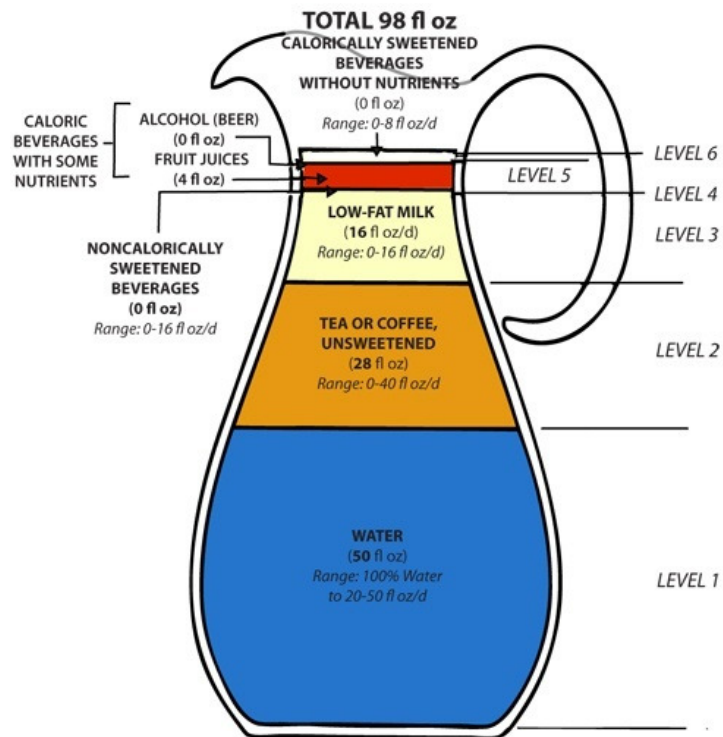 TOTAL 98 fl oz
CALORICALLY SWEETENED
BEVERAGES
WITHOUT NUTRIENTS
(0 fl oz)
Range: 0-8 fl oz/d
CALORIC
BEVERAGES
WITH SOME
NUTRIENTS
ALCOHOL (BEER)
(0 fl oz)
FRUIT JUICES
(4 fl oz)
LEVEL 6
LEVEL 5
LEVEL 4
NONCALORICALLY
SWEETENED
BEVERAGES
(0 fl oz)
Range: 0-16 fl oz/d
LOW-FAT MILK
(16 fl oz/d)
Range: 0-16 fl oz/d)
LEVEL 3
TEA OR COFFEE,
UNSWEETENED
(28 fl oz)
Range: 0-40 fl oz/d
LEVEL 2
WATER
(50 fl oz)
Range: 100% Water
to 20-50 fl oz/d
LEVEL 1